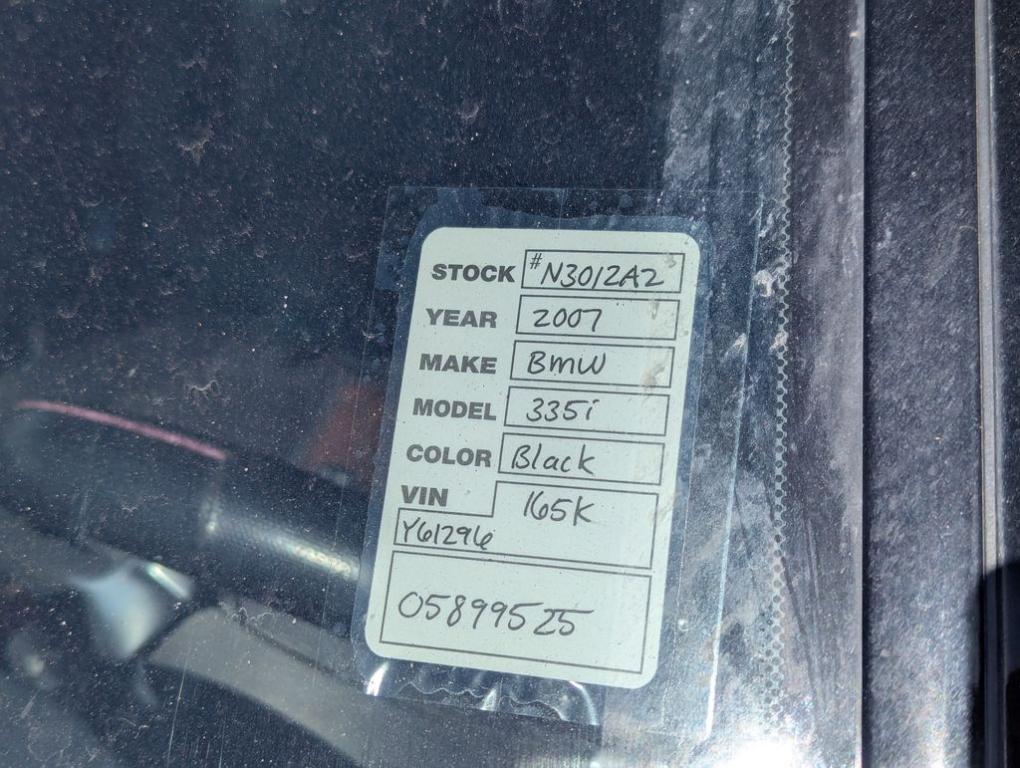 STOCK #N3012A2
YEAR 2007
MAKE BMW
MODEL 335i
COLOR Black
VIN 165K
Y61296
05899525